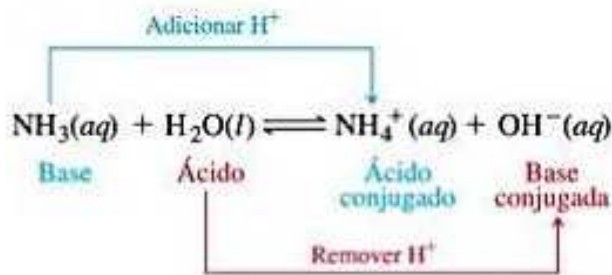 Adicionar H⁺
NH₃(aq) + H₂O(l) ⇌ NH₄⁺(aq) + OH⁻(aq)
Base Ácido Ácido conjugado Base conjugada
Remover H⁺